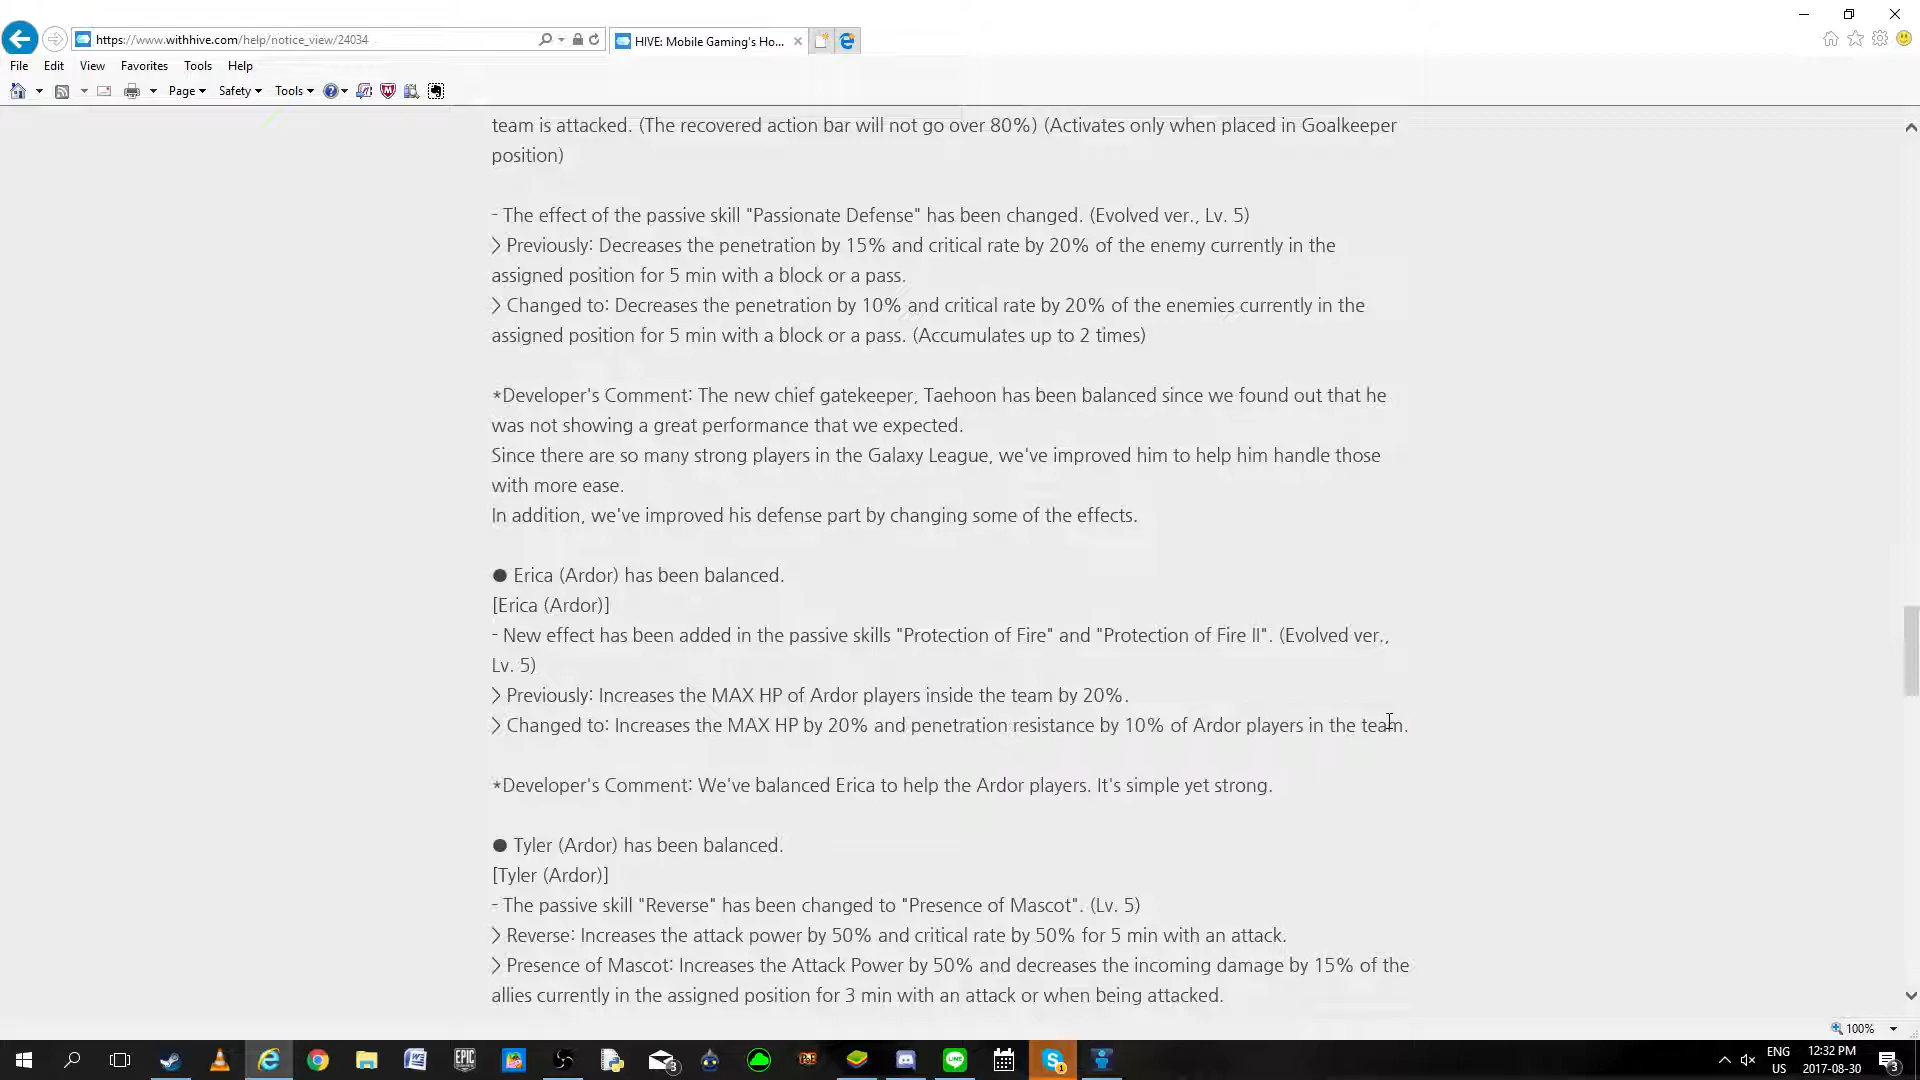 https://www.withhive.com/help/notice_view/24034
HIVE: Mobile Gaming's Ho...
File Edit View Favorites Tools Help
Page Safety Tools
team is attacked. (The recovered action bar will not go over 80%) (Activates only when placed in Goalkeeper
position)
- The effect of the passive skill "Passionate Defense" has been changed. (Evolved ver., Lv. 5)
> Previously: Decreases the penetration by 15% and critical rate by 20% of the enemy currently in the
assigned position for 5 min with a block or a pass.
> Changed to: Decreases the penetration by 10% and critical rate by 20% of the enemies currently in the
assigned position for 5 min with a block or a pass. (Accumulates up to 2 times)
*Developer's Comment: The new chief gatekeeper, Taehoon has been balanced since we found out that he
was not showing a great performance that we expected.
Since there are so many strong players in the Galaxy League, we've improved him to help him handle those
with more ease.
In addition, we've improved his defense part by changing some of the effects.
● Erica (Ardor) has been balanced.
[Erica (Ardor)]
- New effect has been added in the passive skills "Protection of Fire" and "Protection of Fire II". (Evolved ver.,
Lv. 5)
> Previously: Increases the MAX HP of Ardor players inside the team by 20%.
> Changed to: Increases the MAX HP by 20% and penetration resistance by 10% of Ardor players in the team.
*Developer's Comment: We've balanced Erica to help the Ardor players. It's simple yet strong.
● Tyler (Ardor) has been balanced.
[Tyler (Ardor)]
- The passive skill "Reverse" has been changed to "Presence of Mascot". (Lv. 5)
> Reverse: Increases the attack power by 50% and critical rate by 50% for 5 min with an attack.
> Presence of Mascot: Increases the Attack Power by 50% and decreases the incoming damage by 15% of the
allies currently in the assigned position for 3 min with an attack or when being attacked.
100%
EPIC
LINE
ENG
US
12:32 PM
2017-08-30